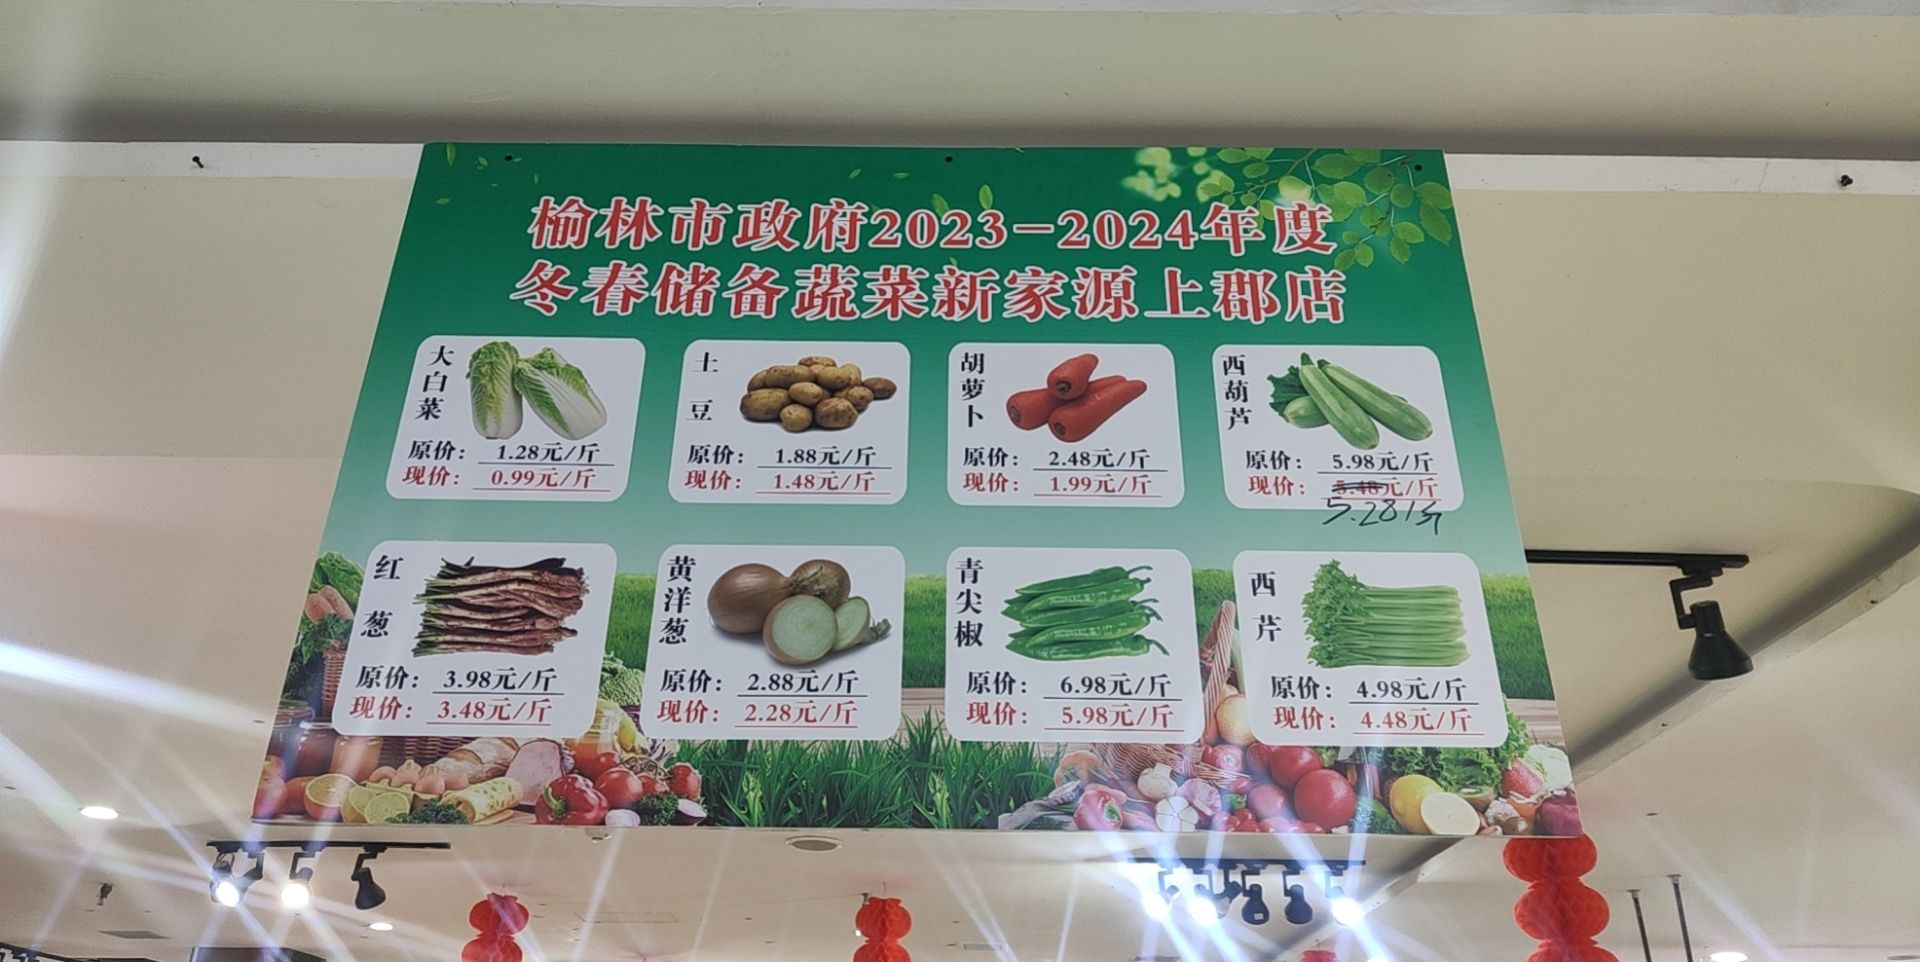 榆林市政府2023-2024年度
冬春储备蔬菜新家源上郡店
大白菜
原价：1.28元/斤
现价：0.99元/斤
土豆
原价：1.88元/斤
现价：1.48元/斤
胡萝卜
原价：2.48元/斤
现价：1.99元/斤
西葫芦
原价：5.98元/斤
现价：5.48元/斤
5.28/斤
红葱
原价：3.98元/斤
现价：3.48元/斤
黄洋葱
原价：2.88元/斤
现价：2.28元/斤
青尖椒
原价：6.98元/斤
现价：5.98元/斤
西芹
原价：4.98元/斤
现价：4.48元/斤